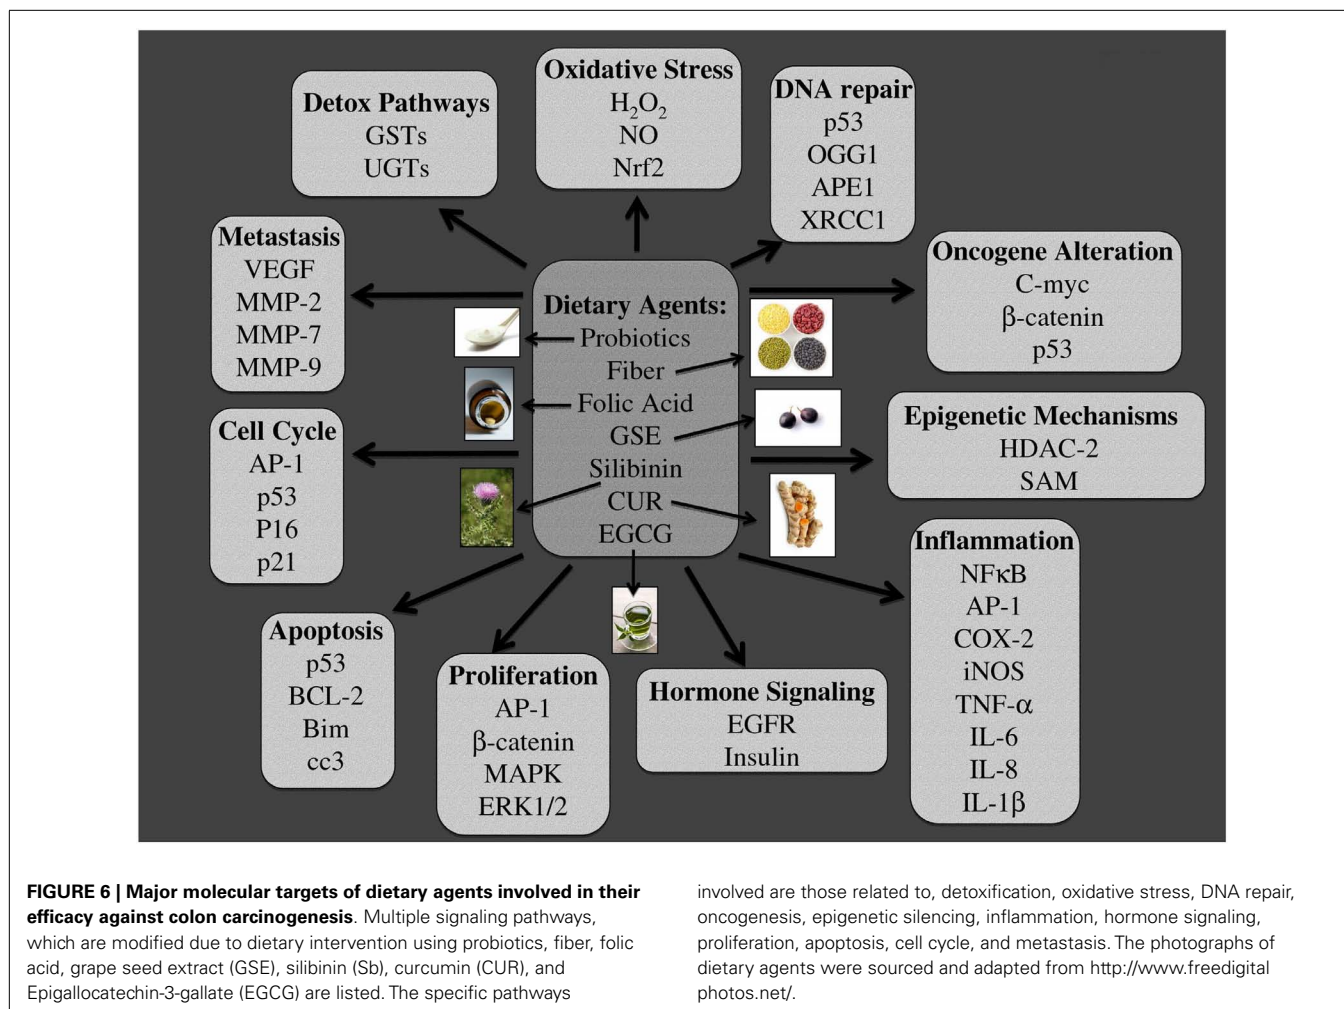 Detox Pathways
GSTs
UGTs
Oxidative Stress
H₂O₂
NO
Nrf2
DNA repair
p53
OGG1
APE1
XRCC1
Metastasis
VEGF
MMP-2
MMP-7
MMP-9
Oncogene Alteration
C-myc
β-catenin
p53
Dietary Agents:
Probiotics
Fiber
Folic Acid
GSE
Silibinin
CUR
EGCG
Cell Cycle
AP-1
p53
P16
p21
Epigenetic Mechanisms
HDAC-2
SAM
Inflammation
NFκB
AP-1
COX-2
iNOS
TNF-α
IL-6
IL-8
IL-1β
Apoptosis
p53
BCL-2
Bim
cc3
Proliferation
AP-1
β-catenin
MAPK
ERK1/2
Hormone Signaling
EGFR
Insulin
FIGURE 6 | Major molecular targets of dietary agents involved in their
efficacy against colon carcinogenesis. Multiple signaling pathways,
which are modified due to dietary intervention using probiotics, fiber, folic
acid, grape seed extract (GSE), silibinin (Sb), curcumin (CUR), and
Epigallocatechin-3-gallate (EGCG) are listed. The specific pathways
involved are those related to, detoxification, oxidative stress, DNA repair,
oncogenesis, epigenetic silencing, inflammation, hormone signaling,
proliferation, apoptosis, cell cycle, and metastasis. The photographs of
dietary agents were sourced and adapted from http://www.freedigital
photos.net/.